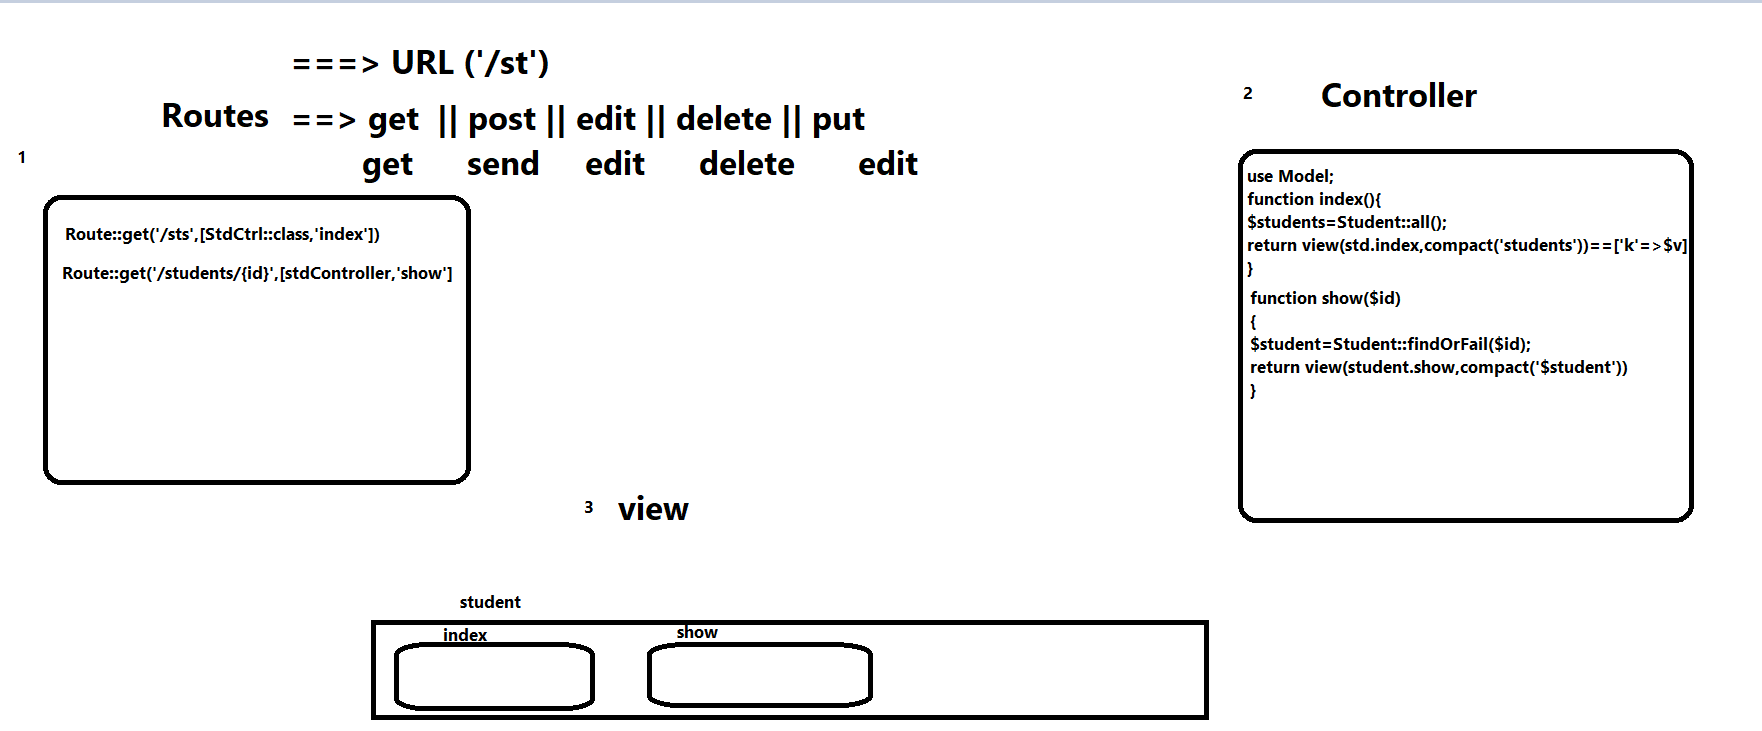 ===> URL ('/st')
Routes ==> get || post || edit || delete || put
get send edit delete edit
1
Route::get('/sts',[StdCtrl::class,'index'])
Route::get('/students/{id}',[stdController,'show']
2 Controller
use Model;
function index(){
$students=Student::all();
return view(std.index,compact('students'))==['k'=>$v]
}
function show($id)
{
$student=Student::findOrFail($id);
return view(student.show,compact('$student'))
}
3 view
student
index
show